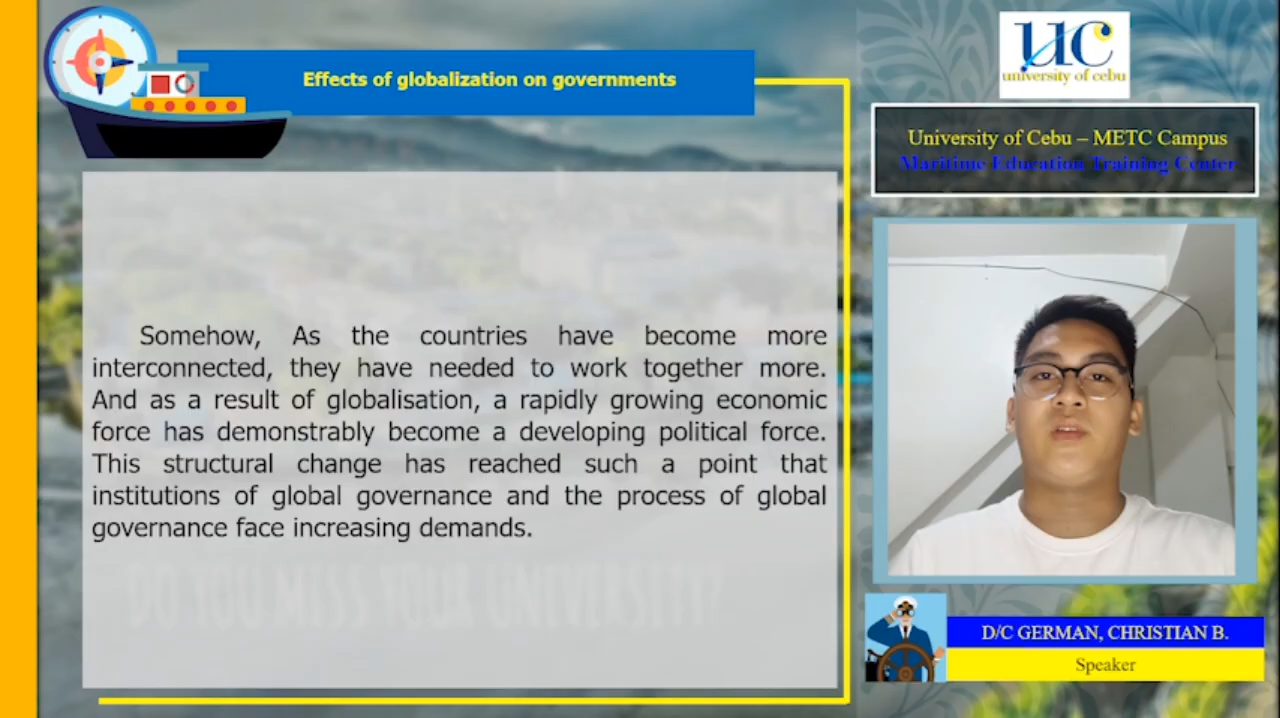 Effects of globalization on governments
Somehow, As the countries have become more
interconnected, they have needed to work together more.
And as a result of globalisation, a rapidly growing economic
force has demonstrably become a developing political force.
This structural change has reached such a point that
institutions of global governance and the process of global
governance face increasing demands.
DO YOU MISS YOUR UNIVERSITY?
UC
university of cebu
University of Cebu – METC Campus
Maritime Education Training Center
D/C GERMAN, CHRISTIAN B.
Speaker